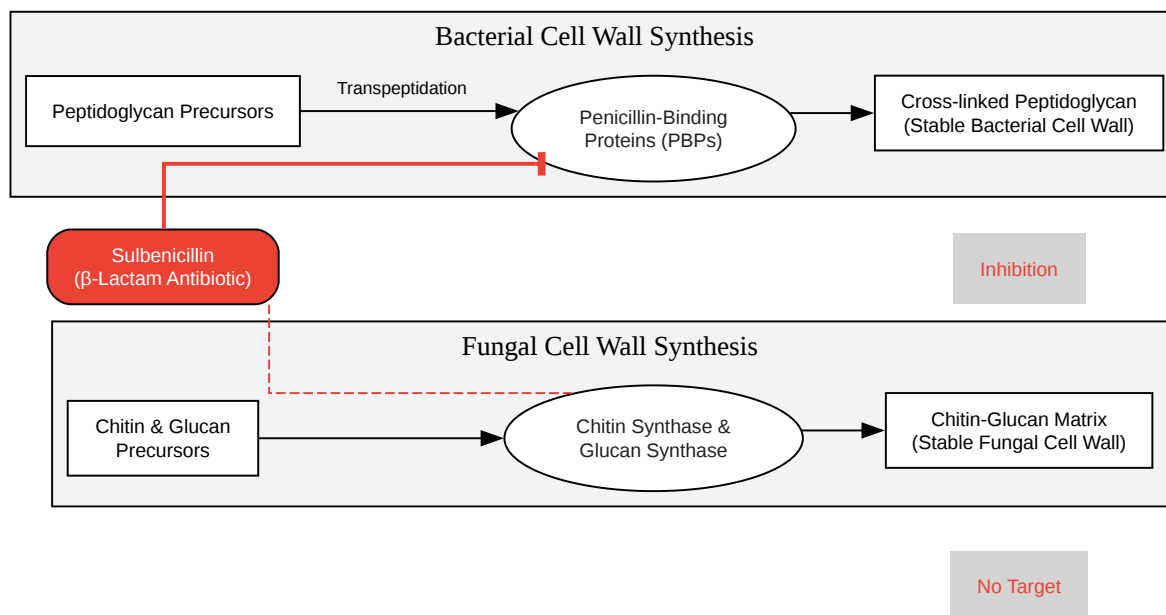 Bacterial Cell Wall Synthesis
Peptidoglycan Precursors
Transpeptidation
Penicillin-Binding
Proteins (PBPs)
Cross-linked Peptidoglycan
(Stable Bacterial Cell Wall)
Sulbenicillin
(β-Lactam Antibiotic)
Inhibition
Fungal Cell Wall Synthesis
Chitin & Glucan
Precursors
Chitin Synthase &
Glucan Synthase
Chitin-Glucan Matrix
(Stable Fungal Cell Wall)
No Target